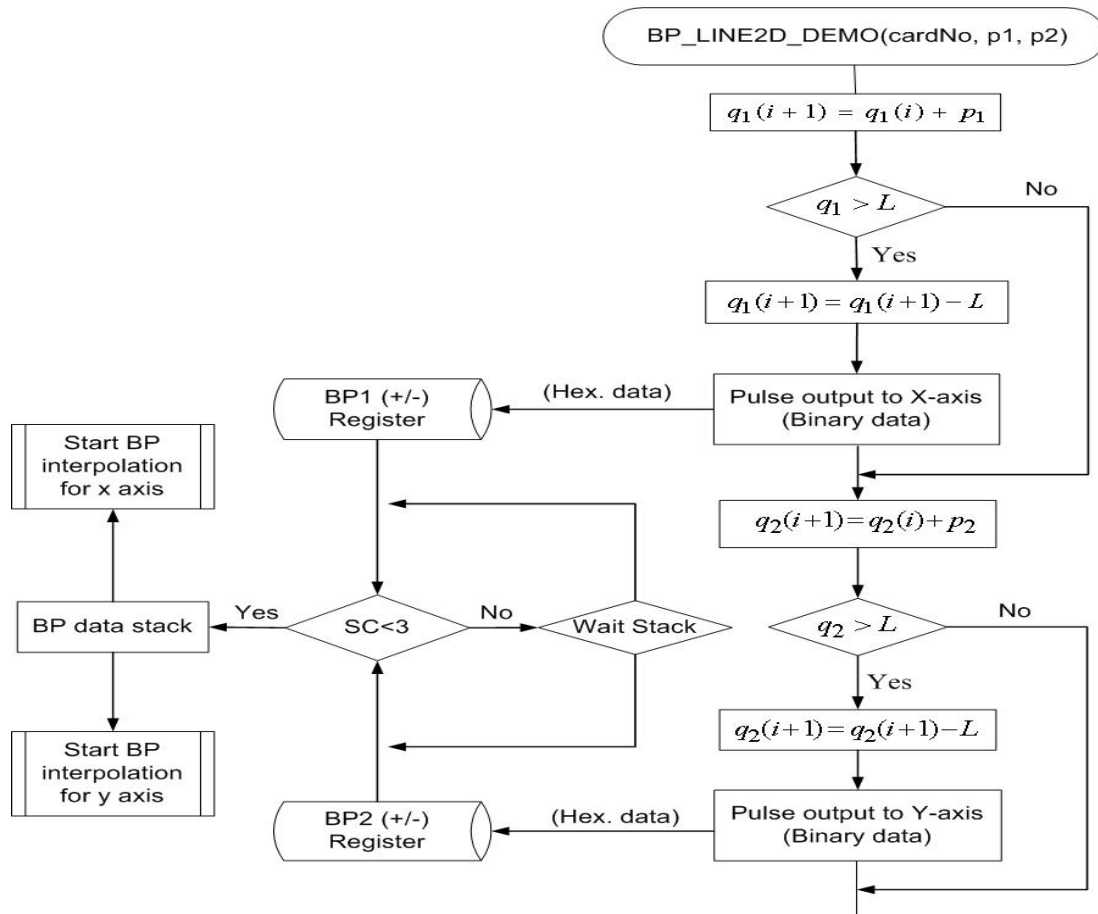 BP_LINE2D_DEMO(cardNo, p1, p2)
q₁(i+1) = q₁(i) + p₁
q₁ > L
No
Yes
q₁(i+1) = q₁(i+1) − L
Pulse output to X-axis
(Binary data)
(Hex. data)
BP1 (+/-)
Register
Start BP
interpolation
for x axis
q₂(i+1) = q₂(i) + p₂
BP data stack
Yes
SC<3
No
Wait Stack
q₂ > L
No
Yes
q₂(i+1) = q₂(i+1) − L
Start BP
interpolation
for y axis
BP2 (+/-)
Register
(Hex. data)
Pulse output to Y-axis
(Binary data)